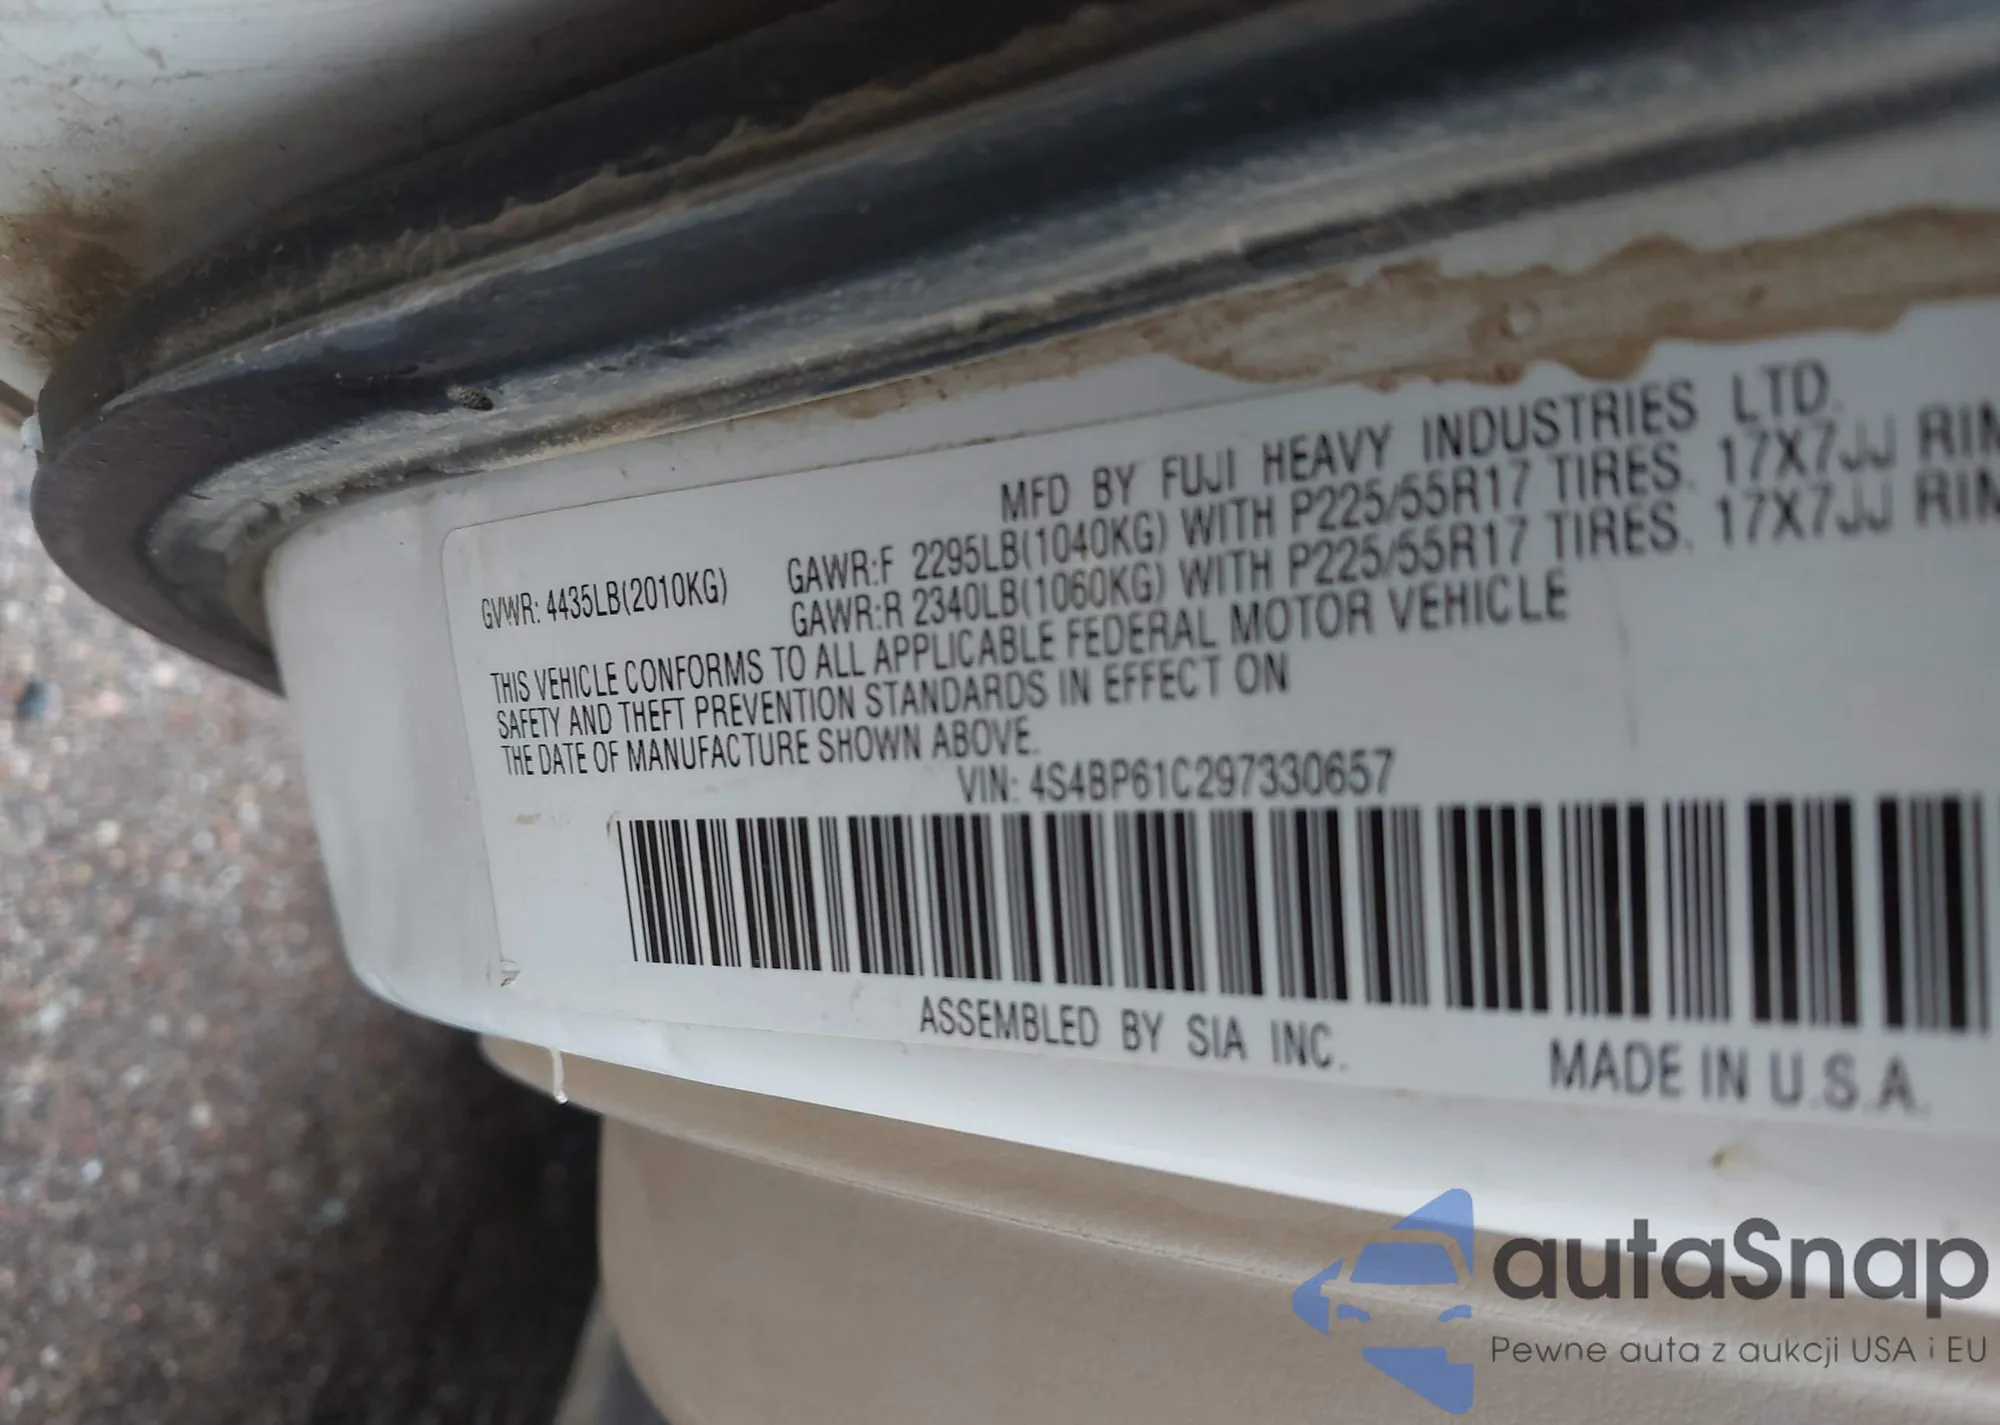 MFD BY FUJI HEAVY INDUSTRIES LTD.
GVWR: 4435LB(2010KG) GAWR:F 2295LB(1040KG) WITH P225/55R17 TIRES. 17X7JJ RIM
GAWR:R 2340LB(1060KG) WITH P225/55R17 TIRES. 17X7JJ RIM
THIS VEHICLE CONFORMS TO ALL APPLICABLE FEDERAL MOTOR VEHICLE
SAFETY AND THEFT PREVENTION STANDARDS IN EFFECT ON
THE DATE OF MANUFACTURE SHOWN ABOVE.
VIN: 4S4BP61C297330657
ASSEMBLED BY SIA INC. MADE IN U.S.A.
autaSnap
Pewne auta z aukcji USA i EU